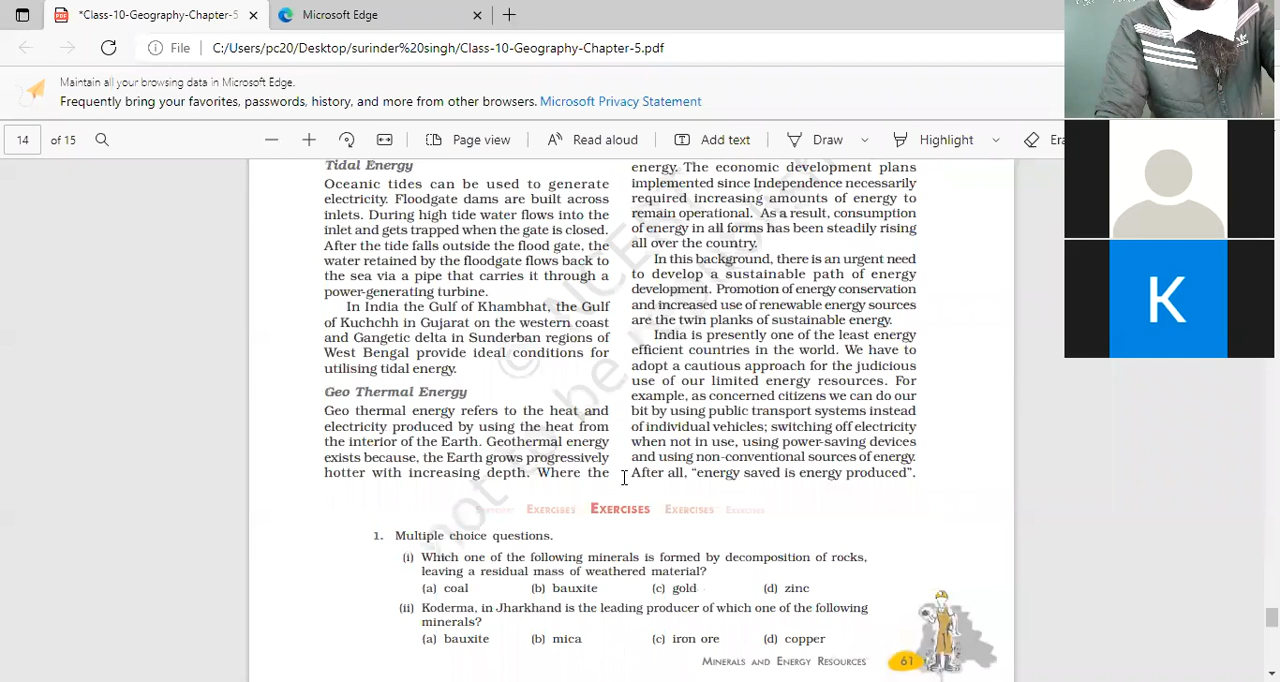 *Class-10-Geography-Chapter-5.
Microsoft Edge
File
C:/Users/pc20/Desktop/surinder%20singh/Class-10-Geography-Chapter-5.pdf
Maintain all your browsing data in Microsoft Edge.
Frequently bring your favorites, passwords, history, and more from other browsers. Microsoft Privacy Statement
14 of 15
Page view
Read aloud
Add text
Draw
Highlight
Era
Tidal Energy
Oceanic tides can be used to generate
electricity. Floodgate dams are built across
inlets. During high tide water flows into the
inlet and gets trapped when the gate is closed.
After the tide falls outside the flood gate, the
water retained by the floodgate flows back to
the sea via a pipe that carries it through a
power-generating turbine.
In India the Gulf of Khambhat, the Gulf
of Kuchchh in Gujarat on the western coast
and Gangetic delta in Sunderban regions of
West Bengal provide ideal conditions for
utilising tidal energy.
Geo Thermal Energy
Geo thermal energy refers to the heat and
electricity produced by using the heat from
the interior of the Earth. Geothermal energy
exists because, the Earth grows progressively
hotter with increasing depth. Where the
energy. The economic development plans
implemented since Independence necessarily
required increasing amounts of energy to
remain operational. As a result, consumption
of energy in all forms has been steadily rising
all over the country.
In this background, there is an urgent need
to develop a sustainable path of energy
development. Promotion of energy conservation
and increased use of renewable energy sources
are the twin planks of sustainable energy.
India is presently one of the least energy
efficient countries in the world. We have to
adopt a cautious approach for the judicious
use of our limited energy resources. For
example, as concerned citizens we can do our
bit by using public transport systems instead
of individual vehicles; switching off electricity
when not in use, using power-saving devices
and using non-conventional sources of energy.
After all, “energy saved is energy produced”.
EXERCISES EXERCISES EXERCISES EXERCISES
1. Multiple choice questions.
(i) Which one of the following minerals is formed by decomposition of rocks,
leaving a residual mass of weathered material?
(a) coal (b) bauxite (c) gold (d) zinc
(ii) Koderma, in Jharkhand is the leading producer of which one of the following
minerals?
(a) bauxite (b) mica (c) iron ore (d) copper
MINERALS AND ENERGY RESOURCES 61
© NCERT
not to be
K